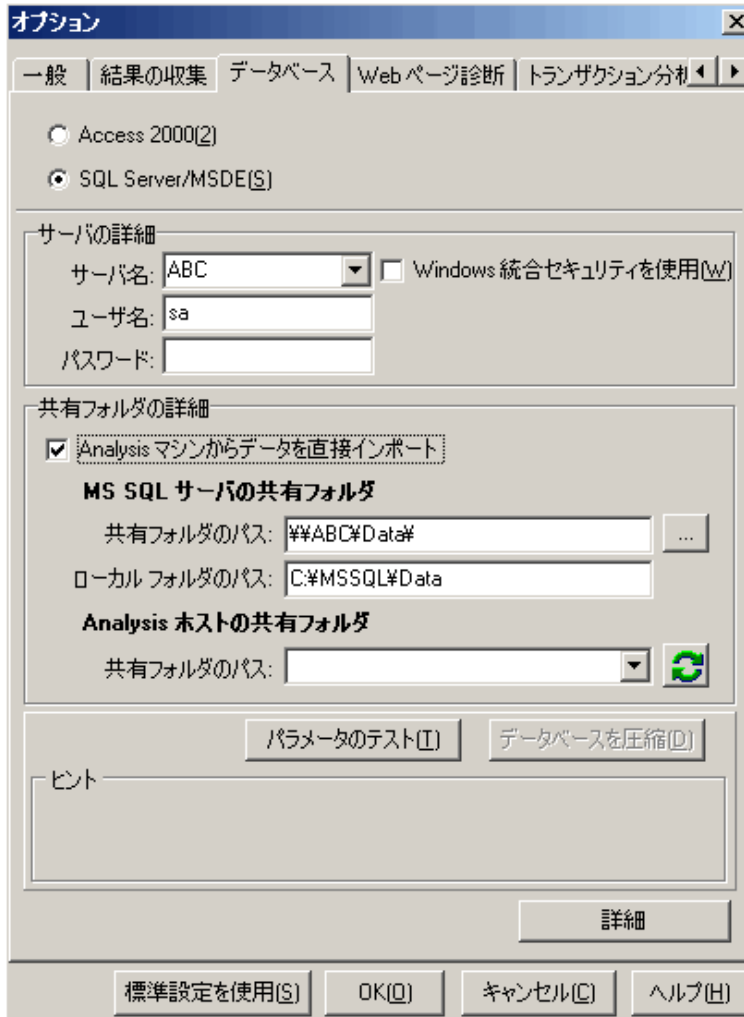 オプション
一般 結果の収集 データベース Webページ診断 トランザクション分析
Access 2000(2)
SQL Server/MSDE(S)
サーバの詳細
サーバ名: ABC Windows 統合セキュリティを使用(W)
ユーザ名: sa
パスワード:
共有フォルダの詳細
Analysis マシンからデータを直接インポート
MS SQL サーバの共有フォルダ
共有フォルダのパス: ¥¥ABC¥Data¥ ...
ローカル フォルダのパス: C:¥MSSQL¥Data
Analysis ホストの共有フォルダ
共有フォルダのパス:
パラメータのテスト(T) データベースを圧縮(D)
ヒント
詳細
標準設定を使用(S) OK(O) キャンセル(C) ヘルプ(H)